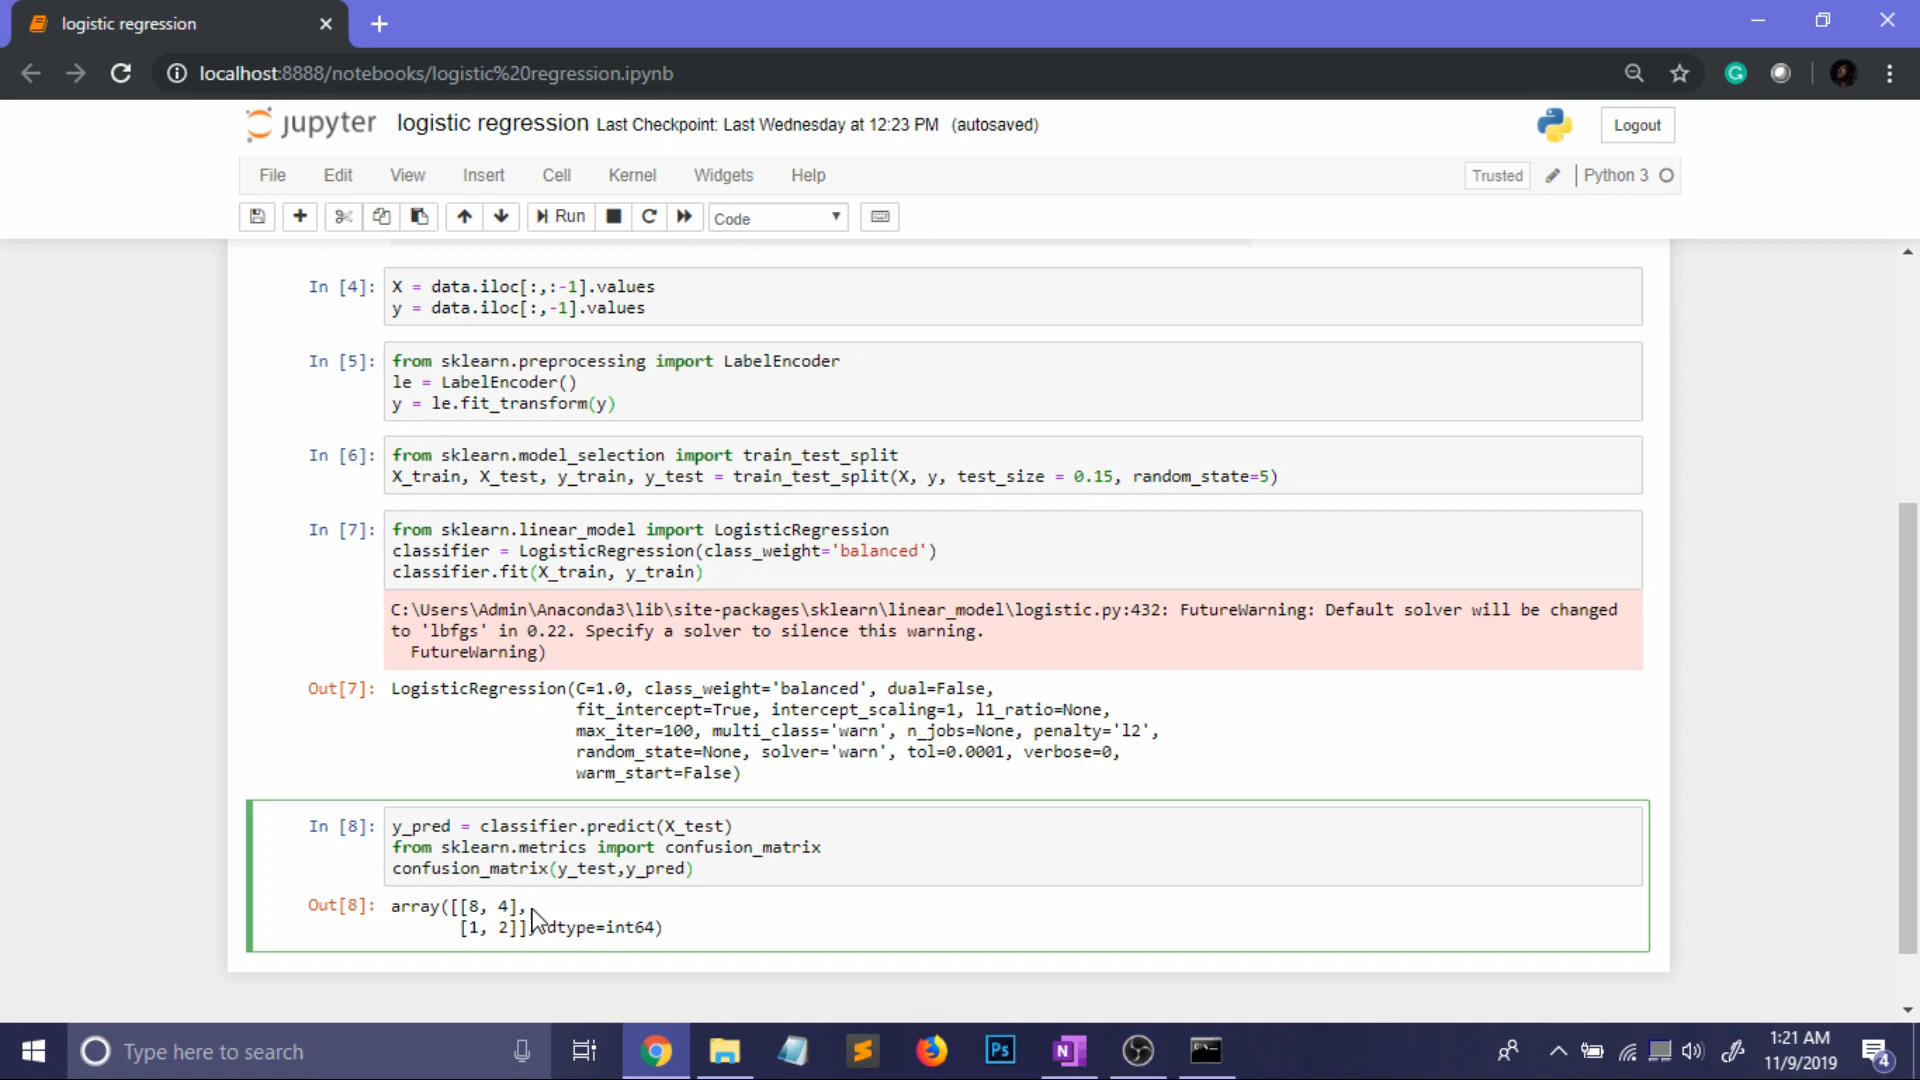 logistic regression
localhost:8888/notebooks/logistic%20regression.ipynb
jupyter logistic regression Last Checkpoint: Last Wednesday at 12:23 PM (autosaved)
Logout
File Edit View Insert Cell Kernel Widgets Help
Trusted Python 3
Run Code
In [4]: X = data.iloc[:,:-1].values
y = data.iloc[:,-1].values
In [5]: from sklearn.preprocessing import LabelEncoder
le = LabelEncoder()
y = le.fit_transform(y)
In [6]: from sklearn.model_selection import train_test_split
X_train, X_test, y_train, y_test = train_test_split(X, y, test_size = 0.15, random_state=5)
In [7]: from sklearn.linear_model import LogisticRegression
classifier = LogisticRegression(class_weight='balanced')
classifier.fit(X_train, y_train)
C:\Users\Admin\Anaconda3\lib\site-packages\sklearn\linear_model\logistic.py:432: FutureWarning: Default solver will be changed
to 'lbfgs' in 0.22. Specify a solver to silence this warning.
FutureWarning)
Out[7]: LogisticRegression(C=1.0, class_weight='balanced', dual=False,
fit_intercept=True, intercept_scaling=1, l1_ratio=None,
max_iter=100, multi_class='warn', n_jobs=None, penalty='l2',
random_state=None, solver='warn', tol=0.0001, verbose=0,
warm_start=False)
In [8]: y_pred = classifier.predict(X_test)
from sklearn.metrics import confusion_matrix
confusion_matrix(y_test,y_pred)
Out[8]: array([[8, 4],
[1, 2]], dtype=int64)
Type here to search
Ps
N
1:21 AM
11/9/2019
4